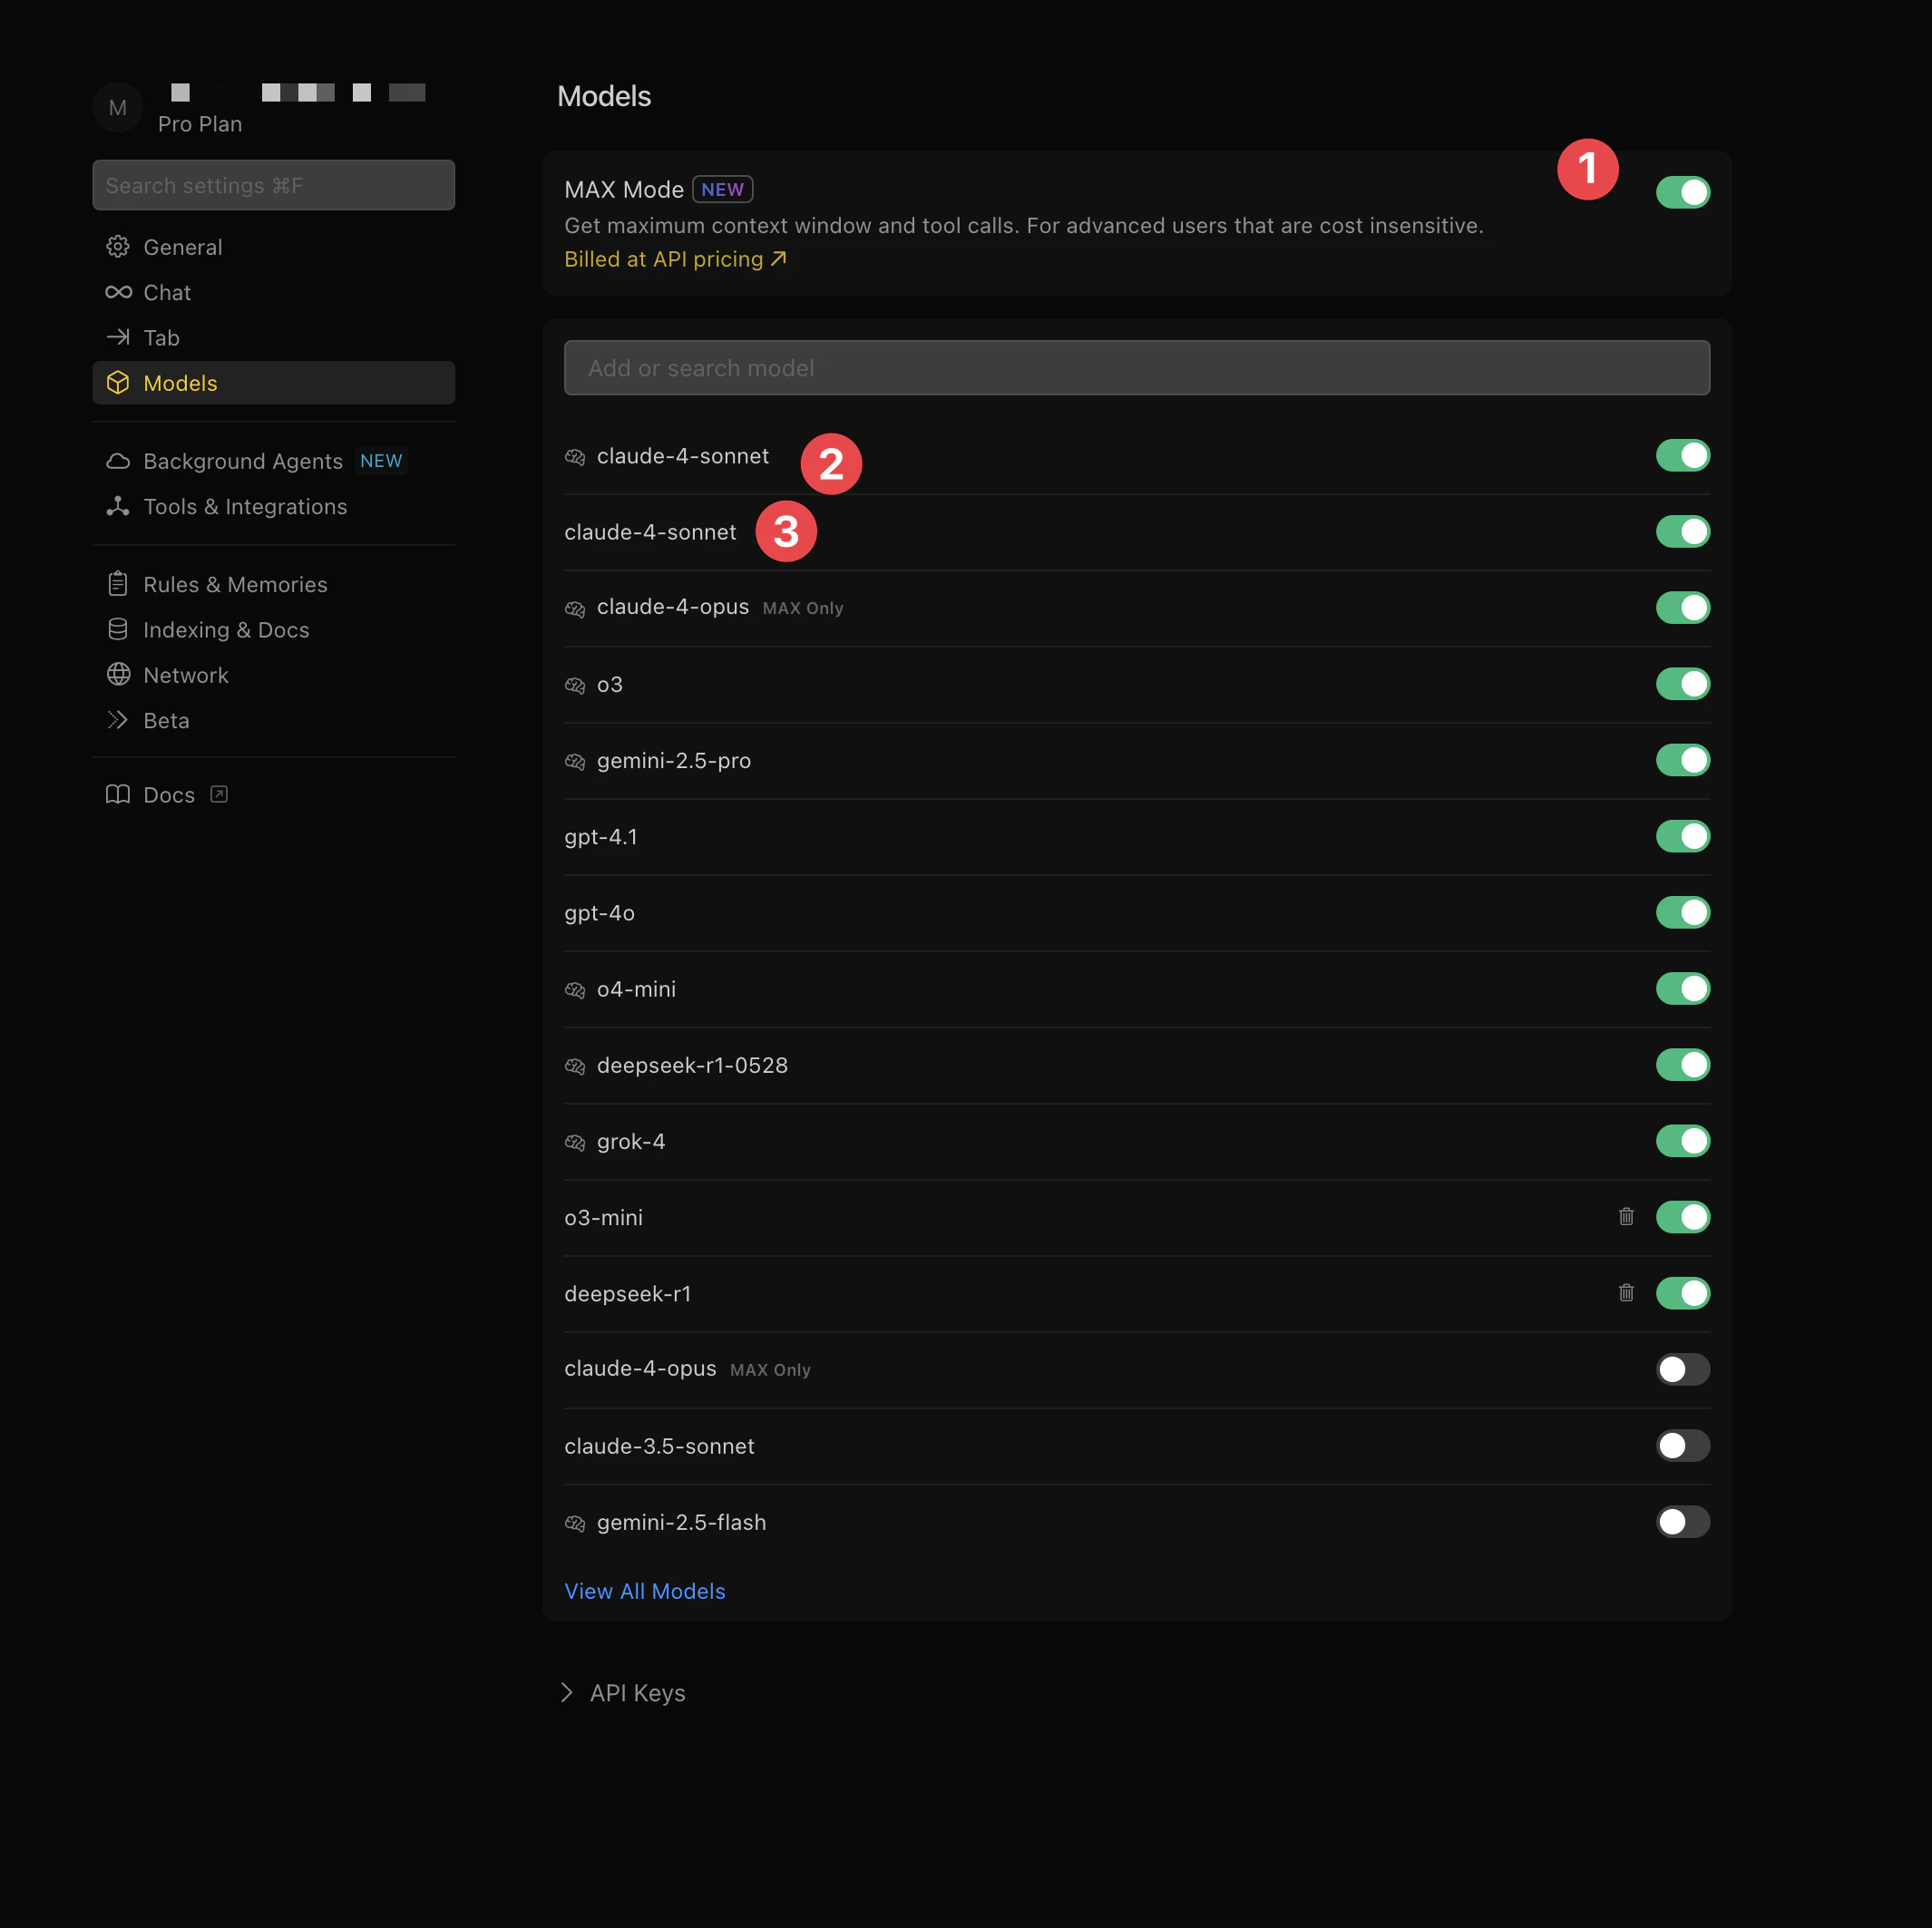 M
Pro Plan
Search settings ⌘F
General
Chat
Tab
Models
Background Agents NEW
Tools & Integrations
Rules & Memories
Indexing & Docs
Network
Beta
Docs
Models
MAX Mode NEW
1
Get maximum context window and tool calls. For advanced users that are cost insensitive.
Billed at API pricing
Add or search model
claude-4-sonnet 2
claude-4-sonnet 3
claude-4-opus MAX Only
o3
gemini-2.5-pro
gpt-4.1
gpt-4o
o4-mini
deepseek-r1-0528
grok-4
o3-mini
deepseek-r1
claude-4-opus MAX Only
claude-3.5-sonnet
gemini-2.5-flash
View All Models
API Keys